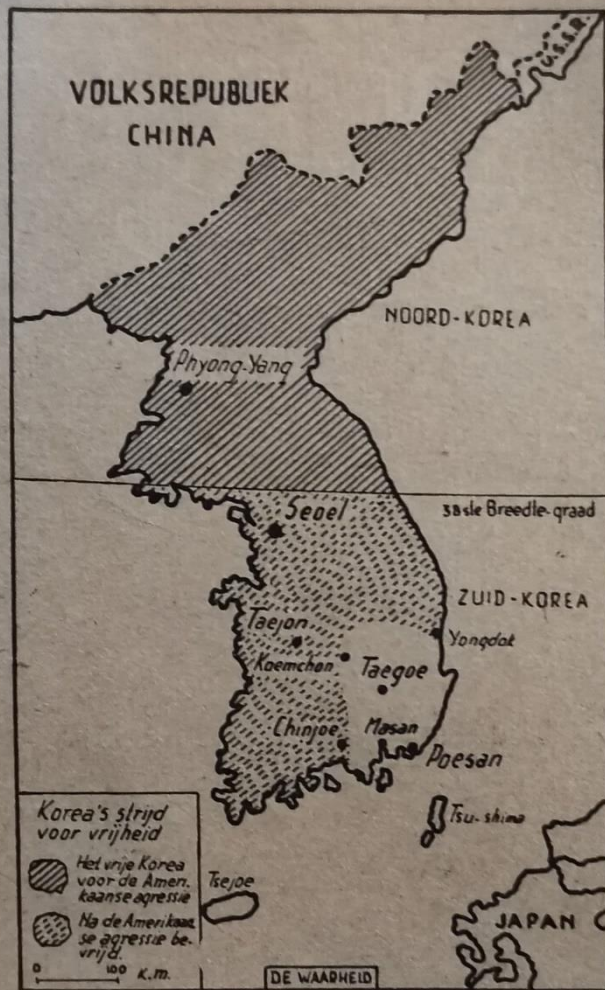 U.S.S.R.
VOLKSREPUBLIEK
CHINA
NOORD-KOREA
Phyong-Yang
38ste Breedte-graad
Seoel
ZUID-KOREA
Taejon
Yongdok
Koemchon
Taegoe
Chinjoe
Masan
Poesan
Tsu-shima
Tsejoe
JAPAN
Korea's strijd
voor vrijheid
Het vrije Korea
voor de Ameri-
kaanse agressie
Na de Amerikaan
se agressie be-
vrijd.
0 100 K.M.
DE WAARHEID